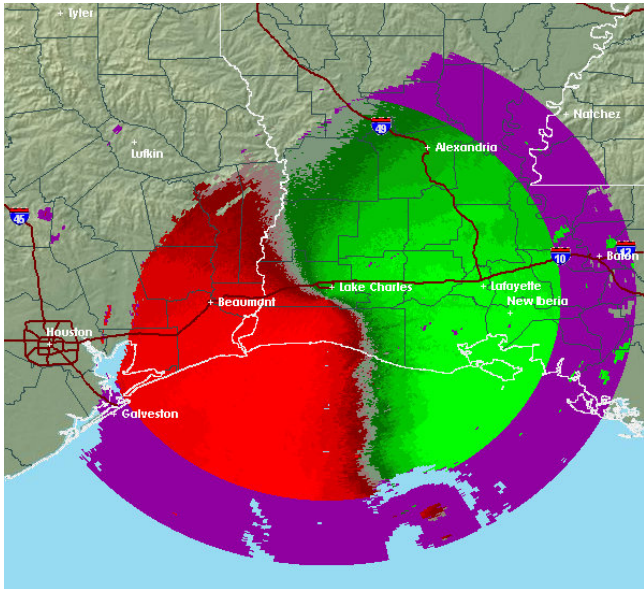 Tyler
Natchez
49
Lufkin
Alexandria
45
12
10
Baton
Lake Charles
Lafayette
Beaumont
New Iberia
Houston
Galveston